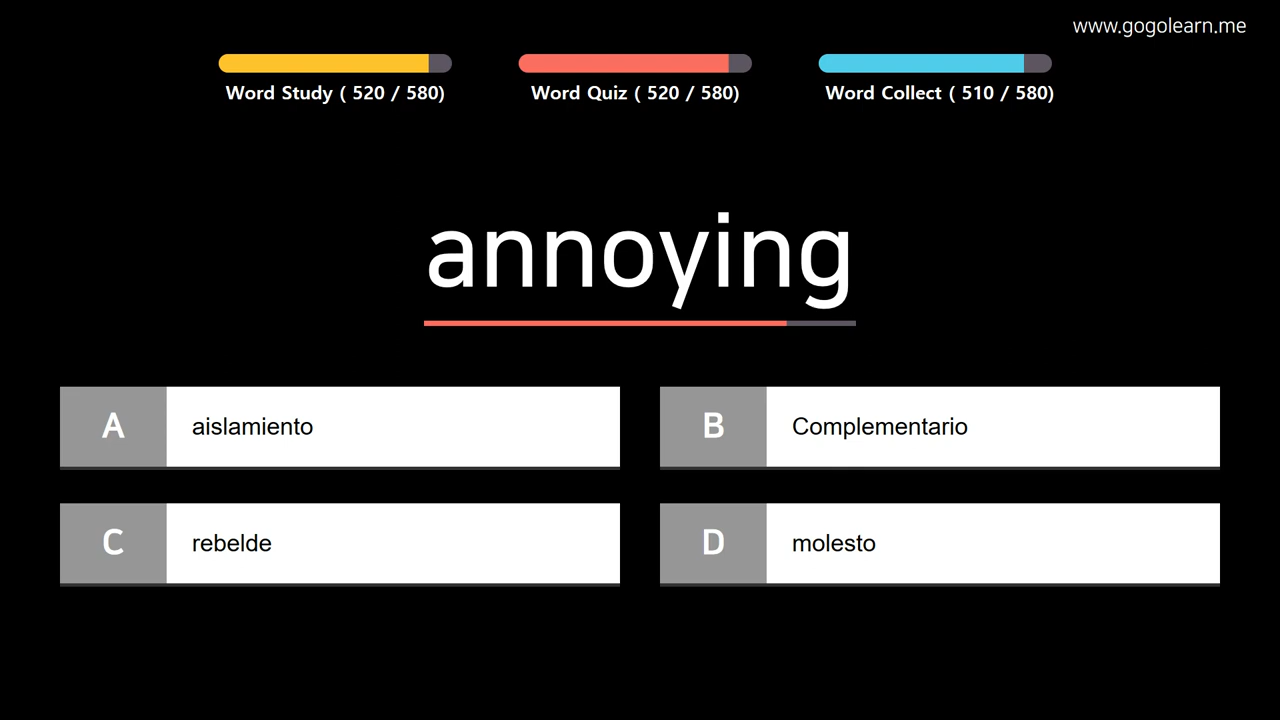 www.gogolearn.me
Word Study ( 520 / 580)
Word Quiz ( 520 / 580)
Word Collect ( 510 / 580)
annoying
A aislamiento
B Complementario
C rebelde
D molesto